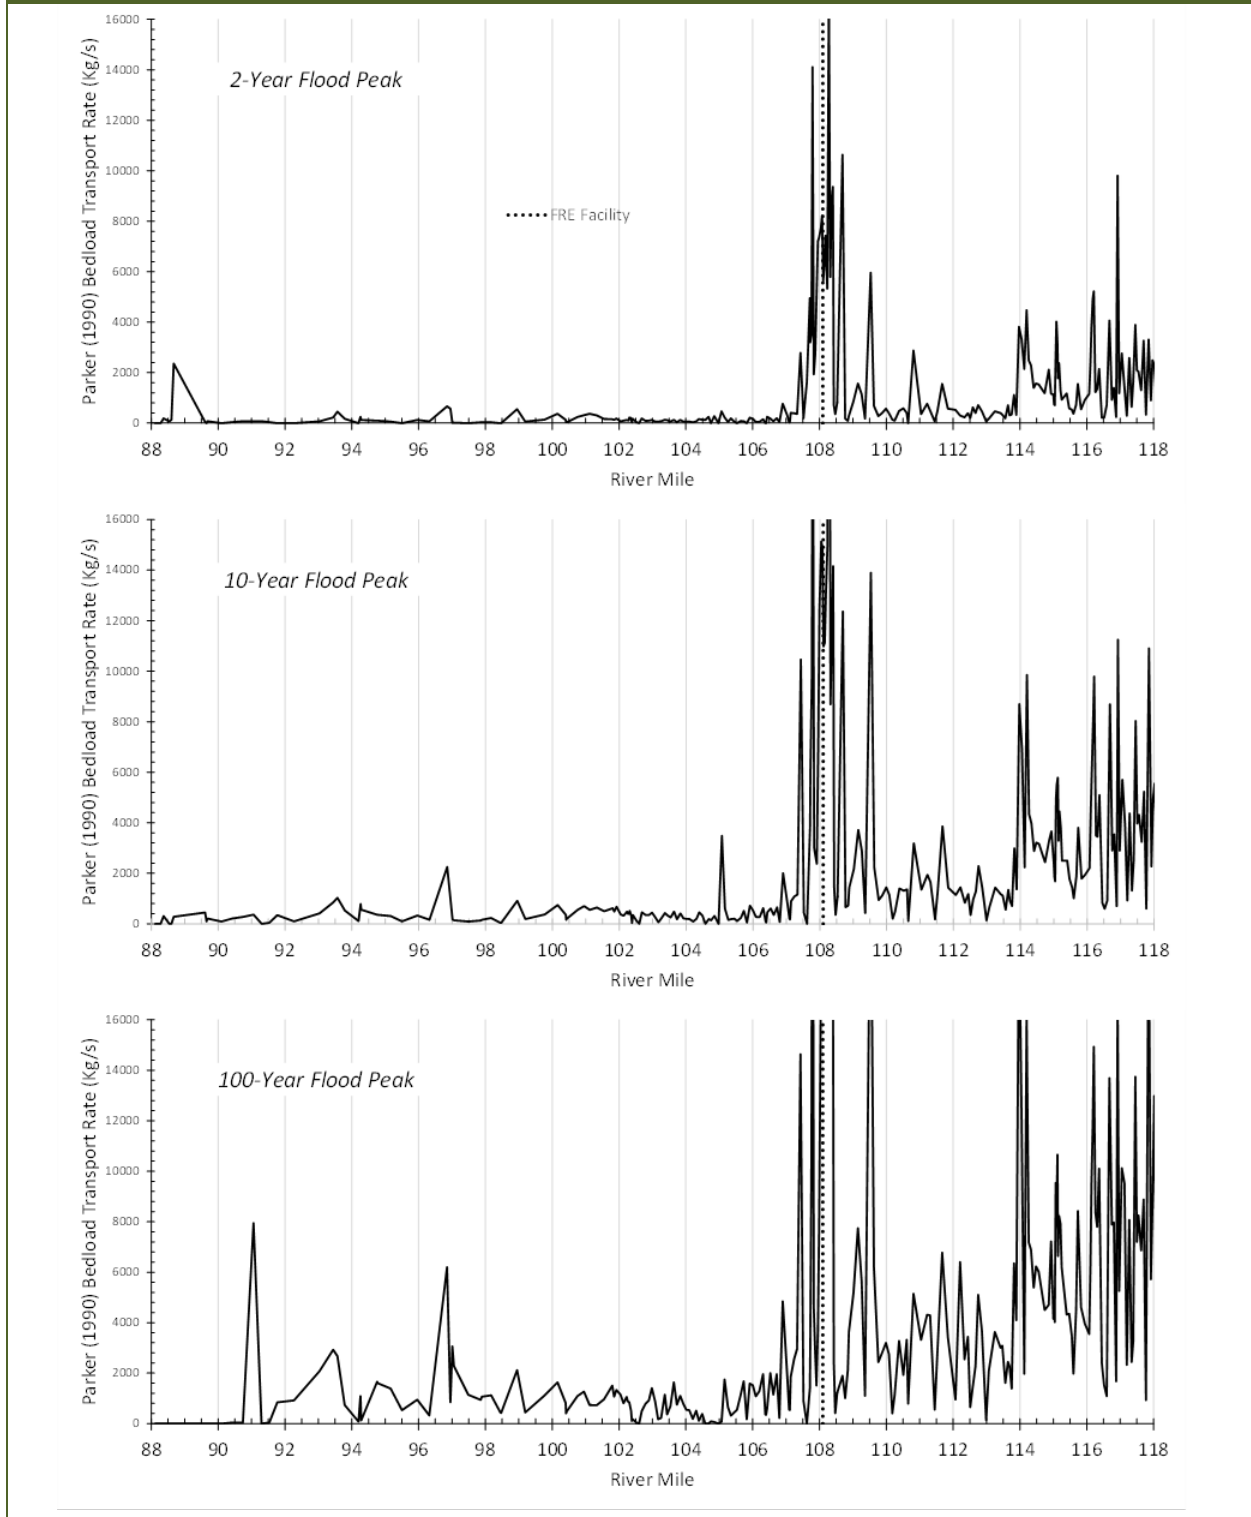 16000
14000
12000
10000
8000
6000
4000
2000
0
Parker (1990) Bedload Transport Rate (Kg/s)
2-Year Flood Peak
FRE Facility
88 90 92 94 96 98 100 102 104 106 108 110 112 114 116 118
River Mile
16000
14000
12000
10000
8000
6000
4000
2000
0
Parker (1990) Bedload Transport Rate (Kg/s)
10-Year Flood Peak
88 90 92 94 96 98 100 102 104 106 108 110 112 114 116 118
River Mile
16000
14000
12000
10000
8000
6000
4000
2000
0
Parker (1990) Bedload Transport Rate (Kg/s)
100-Year Flood Peak
88 90 92 94 96 98 100 102 104 106 108 110 112 114 116 118
River Mile